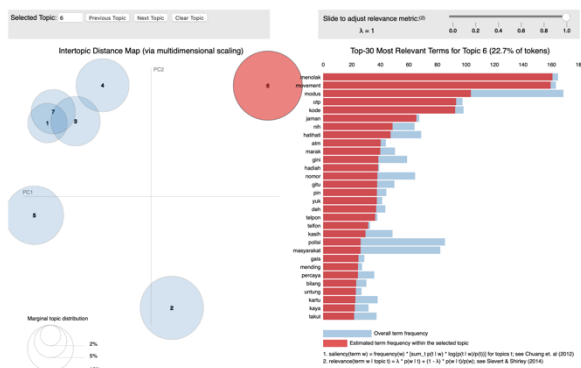 Selected Topic: 6 Previous Topic Next Topic Clear Topic
Slide to adjust relevance metric:(2)
λ = 1
0.0 0.2 0.4 0.6 0.8 1.0
Intertopic Distance Map (via multidimensional scaling)
PC2
PC1
4
6
7
1
5
2
Marginal topic distribution
2%
5%
Top-30 Most Relevant Terms for Topic 6 (22.7% of tokens)
0 20 40 60 80 100 120 140 160
menolak
movement
modus
otp
kode
jaman
nih
hatihati
atm
marak
gini
hadiah
nomor
gitu
pin
yuk
deh
telpon
telfon
kasih
polisi
masyarakat
gais
mending
percaya
bilang
untung
kartu
kaya
takut
Overall term frequency
Estimated term frequency within the selected topic
1. saliency(term w) = frequency(w) * [sum_t p(t | w) * log(p(t | w)/p(t))] for topics t; see Chuang et. al (2012)
2. relevance(term w | topic t) = λ * p(w | t) + (1 - λ) * p(w | t)/p(w); see Sievert & Shirley (2014)